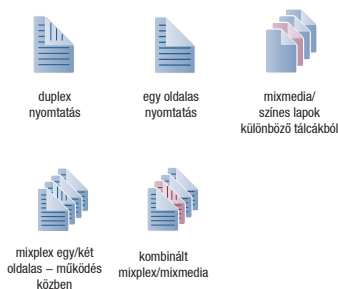 duplex
nyomtatás
egy oldalas
nyomtatás
mixmedia/
színes lapok
különböző tálcákból
mixplex egy/két
oldalas – működés
közben
kombinált
mixplex/mixmedia